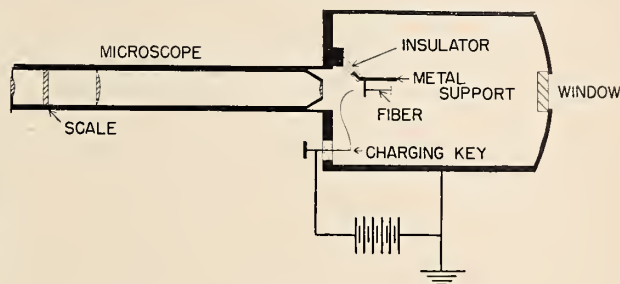 MICROSCOPE
INSULATOR
METAL
SUPPORT
WINDOW
FIBER
SCALE
CHARGING KEY